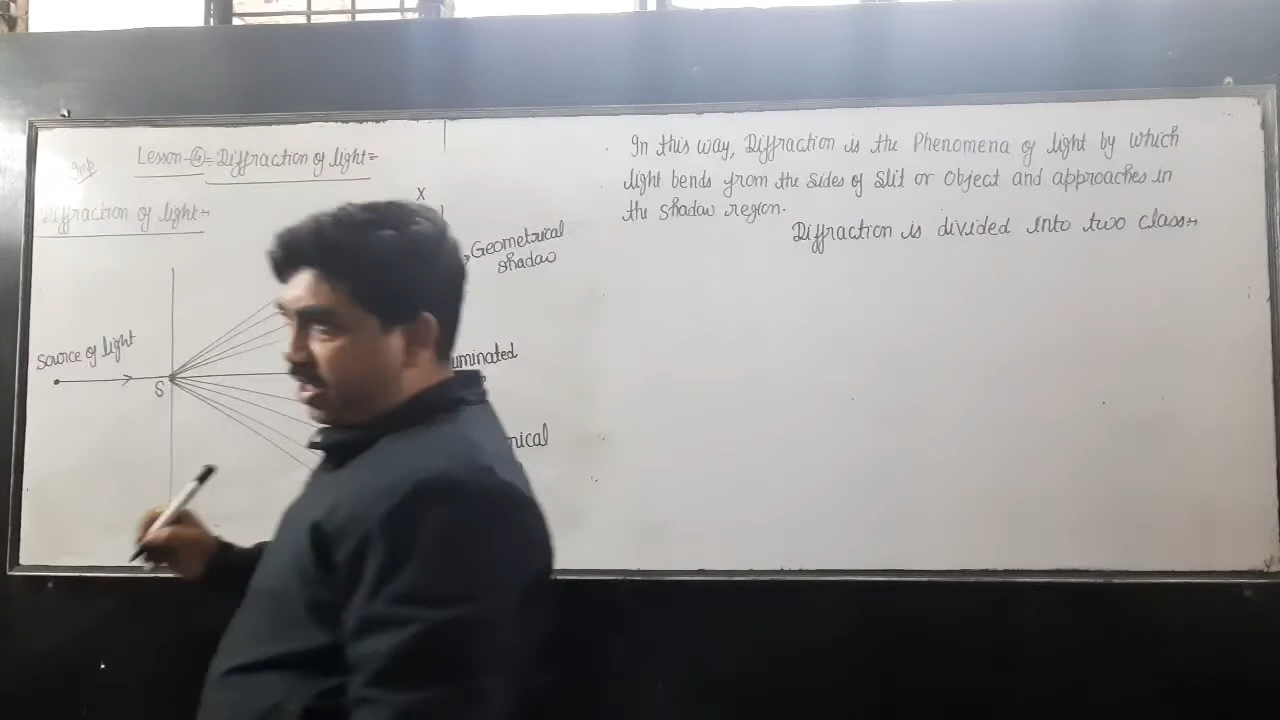 Imp
Lesson-④= Diffraction of light=
Diffraction of light:-
X
Geometrical
shadow
Source of light
S
In this way, Diffraction is the Phenomena of light by which
light bends from the sides of slit or object and approaches in
the shadow region.
Diffraction is divided into two class:-